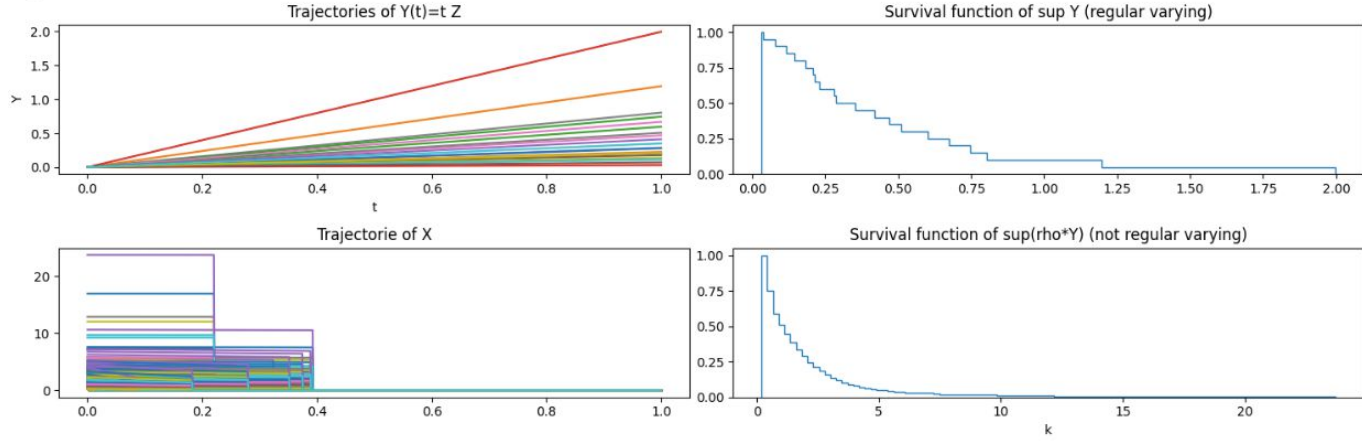 Trajectories of Y(t)=t Z
2.0
1.5
1.0
0.5
0.0
Y
0.0 0.2 0.4 0.6 0.8 1.0
t
Survival function of sup Y (regular varying)
1.00
0.75
0.50
0.25
0.00
0.00 0.25 0.50 0.75 1.00 1.25 1.50 1.75 2.00
Trajectorie of X
20
10
0
0.0 0.2 0.4 0.6 0.8 1.0
Survival function of sup(rho*Y) (not regular varying)
1.00
0.75
0.50
0.25
0.00
0 5 10 15 20
k